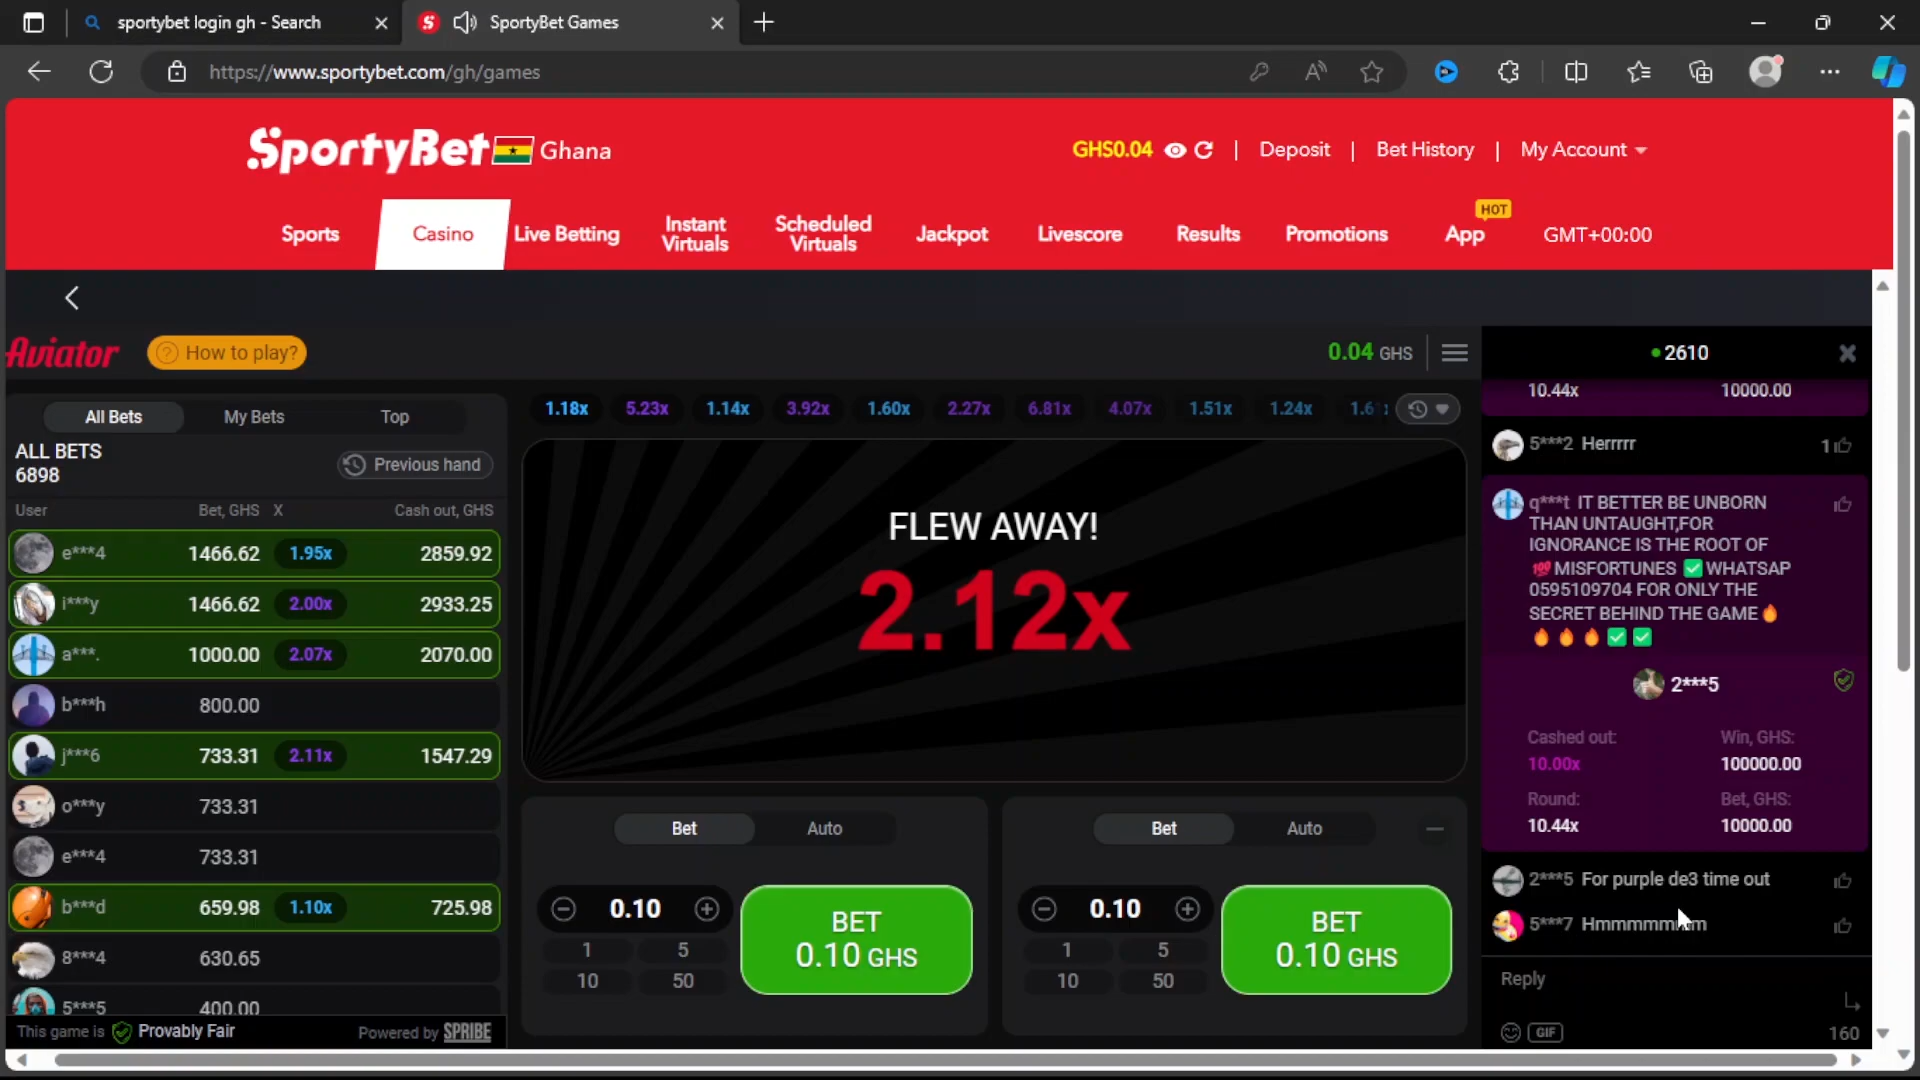 sportybet login gh - Search
SportyBet Games
https://www.sportybet.com/gh/games
SportyBet Ghana
GHS0.04 | Deposit | Bet History | My Account
Sports
Casino
Live Betting
Instant
Virtuals
Scheduled
Virtuals
Jackpot
Livescore
Results
Promotions
App
HOT
GMT+00:00
Aviator
How to play?
0.04 GHS
2610
All Bets
My Bets
Top
ALL BETS
6898
Previous hand
User
Bet, GHS X
Cash out, GHS
e***4 1466.62 1.95x 2859.92
i***y 1466.62 2.00x 2933.25
a***. 1000.00 2.07x 2070.00
b***h 800.00
j***6 733.31 2.11x 1547.29
o***y 733.31
e***4 733.31
b***d 659.98 1.10x 725.98
8***4 630.65
5***5 400.00
This game is Provably Fair
Powered by SPRIBE
1.18x 5.23x 1.14x 3.92x 1.60x 2.27x 6.81x 4.07x 1.51x 1.24x
FLEW AWAY!
2.12x
Bet Auto
0.10
1 5
10 50
BET
0.10 GHS
Bet Auto
0.10
1 5
10 50
BET
0.10 GHS
10.44x 10000.00
5***2 Herrrrr 1
q***t IT BETTER BE UNBORN
THAN UNTAUGHT,FOR
IGNORANCE IS THE ROOT OF
💯MISFORTUNES ✅WHATSAP
0595109704 FOR ONLY THE
SECRET BEHIND THE GAME🔥
🔥🔥🔥✅✅
2***5
Cashed out: Win, GHS:
10.00x 100000.00
Round: Bet, GHS:
10.44x 10000.00
2***5 For purple de3 time out
5***7
Reply
GIF
160